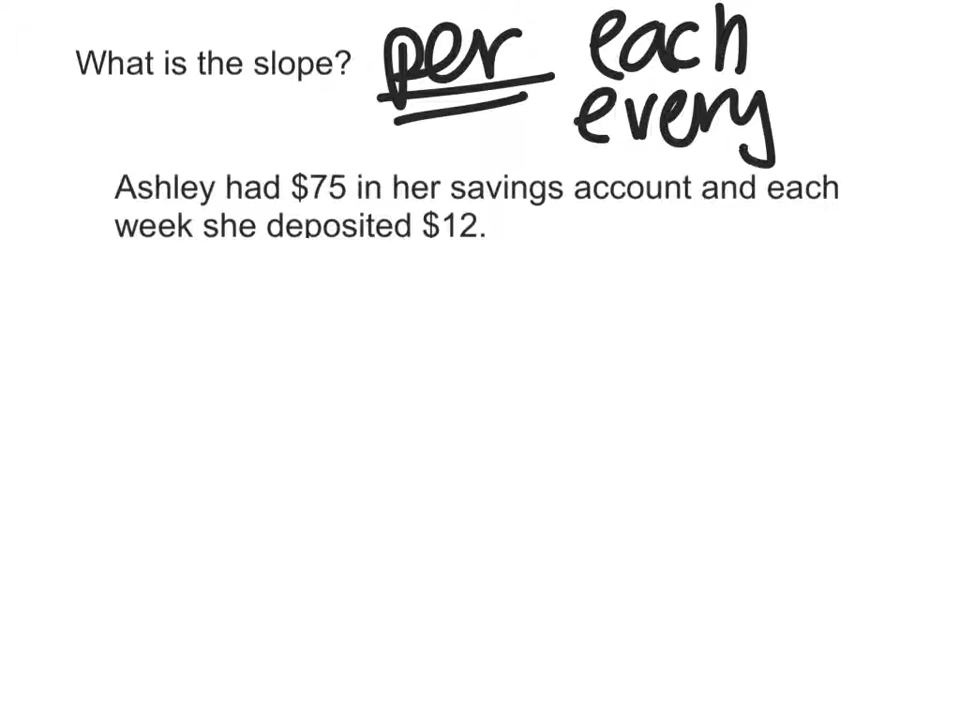 What is the slope? per each
every
Ashley had $75 in her savings account and each
week she deposited $12.